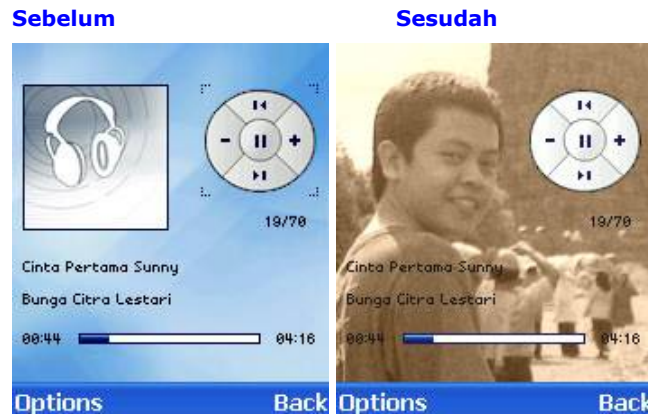 Sebelum
Sesudah
19/70
Cinta Pertama Sunny
Bunga Citra Lestari
00:44
04:16
Options
Back
19/70
Cinta Pertama Sunny
Bunga Citra Lestari
00:44
04:16
Options
Back